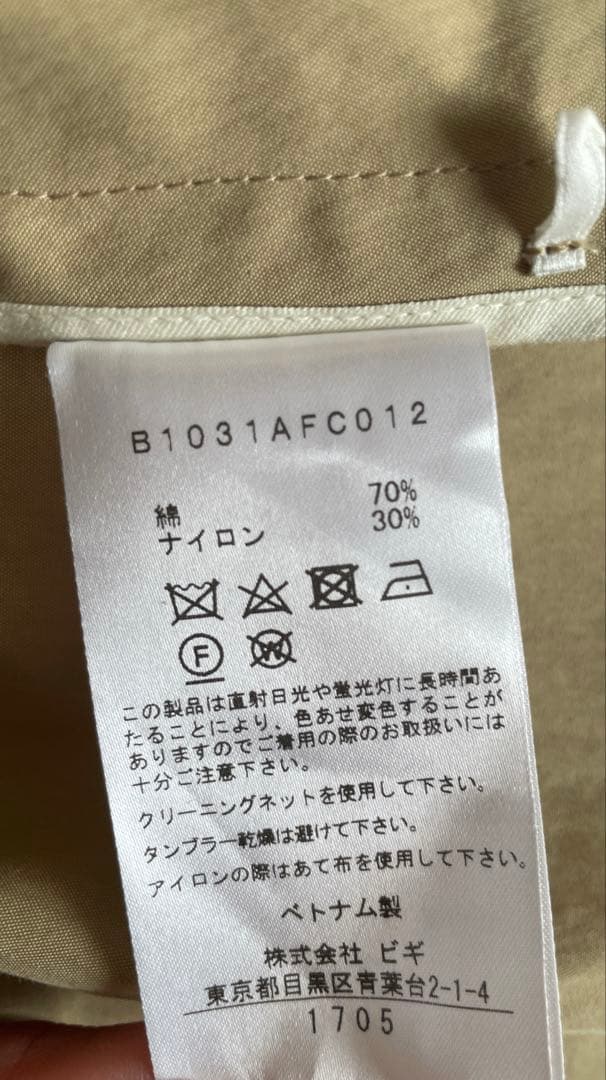 B1031AFC012
綿 70%
ナイロン 30%
F W
この製品は直射日光や蛍光灯に長時間あ
たることにより、色あせ変色することが
ありますのでご着用の際のお取扱いには
十分ご注意下さい。
クリーニングネットを使用して下さい。
タンブラー乾燥は避けて下さい。
アイロンの際はあて布を使用して下さい。
ベトナム製
株式会社 ビギ
東京都目黒区青葉台2-1-4
1705